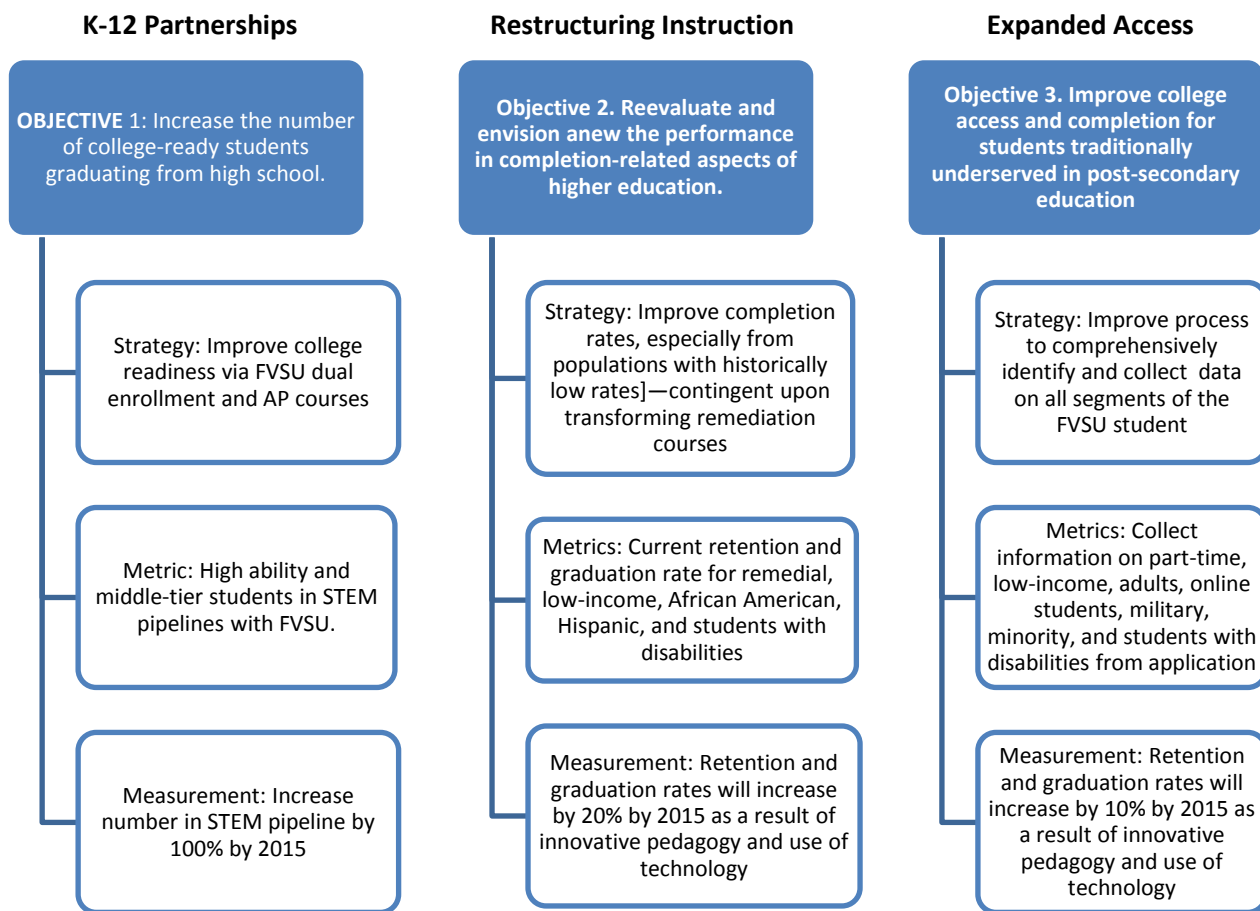 K-12 Partnerships
OBJECTIVE 1: Increase the number
of college-ready students
graduating from high school.
Strategy: Improve college
readiness via FVSU dual
enrollment and AP courses
Metric: High ability and
middle-tier students in STEM
pipelines with FVSU.
Measurement: Increase
number in STEM pipeline by
100% by 2015
Restructuring Instruction
Objective 2. Reevaluate and
envision anew the performance
in completion-related aspects of
higher education.
Strategy: Improve completion
rates, especially from
populations with historically
low rates]—contingent upon
transforming remediation
courses
Metrics: Current retention and
graduation rate for remedial,
low-income, African American,
Hispanic, and students with
disabilities
Measurement: Retention and
graduation rates will increase
by 20% by 2015 as a result of
innovative pedagogy and use of
technology
Expanded Access
Objective 3. Improve college
access and completion for
students traditionally
underserved in post-secondary
education
Strategy: Improve process
to comprehensively
identify and collect data
on all segments of the
FVSU student
Metrics: Collect
information on part-time,
low-income, adults, online
students, military,
minority, and students with
disabilities from application
Measurement: Retention
and graduation rates will
increase by 10% by 2015 as
a result of innovative
pedagogy and use of
technology